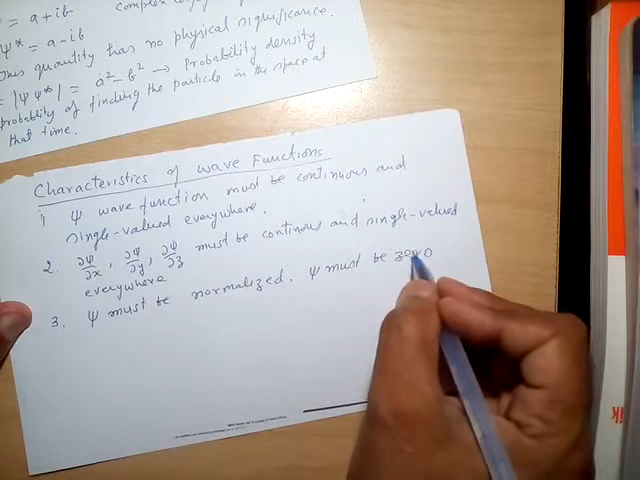 = a+ib.
ψ* = a-ib
This quantity has no physical significance.
= |ψ ψ*| = a²=b² → Probability density
probability of finding the particle in the space at
that time.
Characteristics of wave Functions
1 ψ wave function must be continuous and
single-valued everywhere.
2. ∂ψ/∂x, ∂ψ/∂y, ∂ψ/∂z must be continous and single-valued
everywhere
3. ψ must be normalized. ψ must be zero